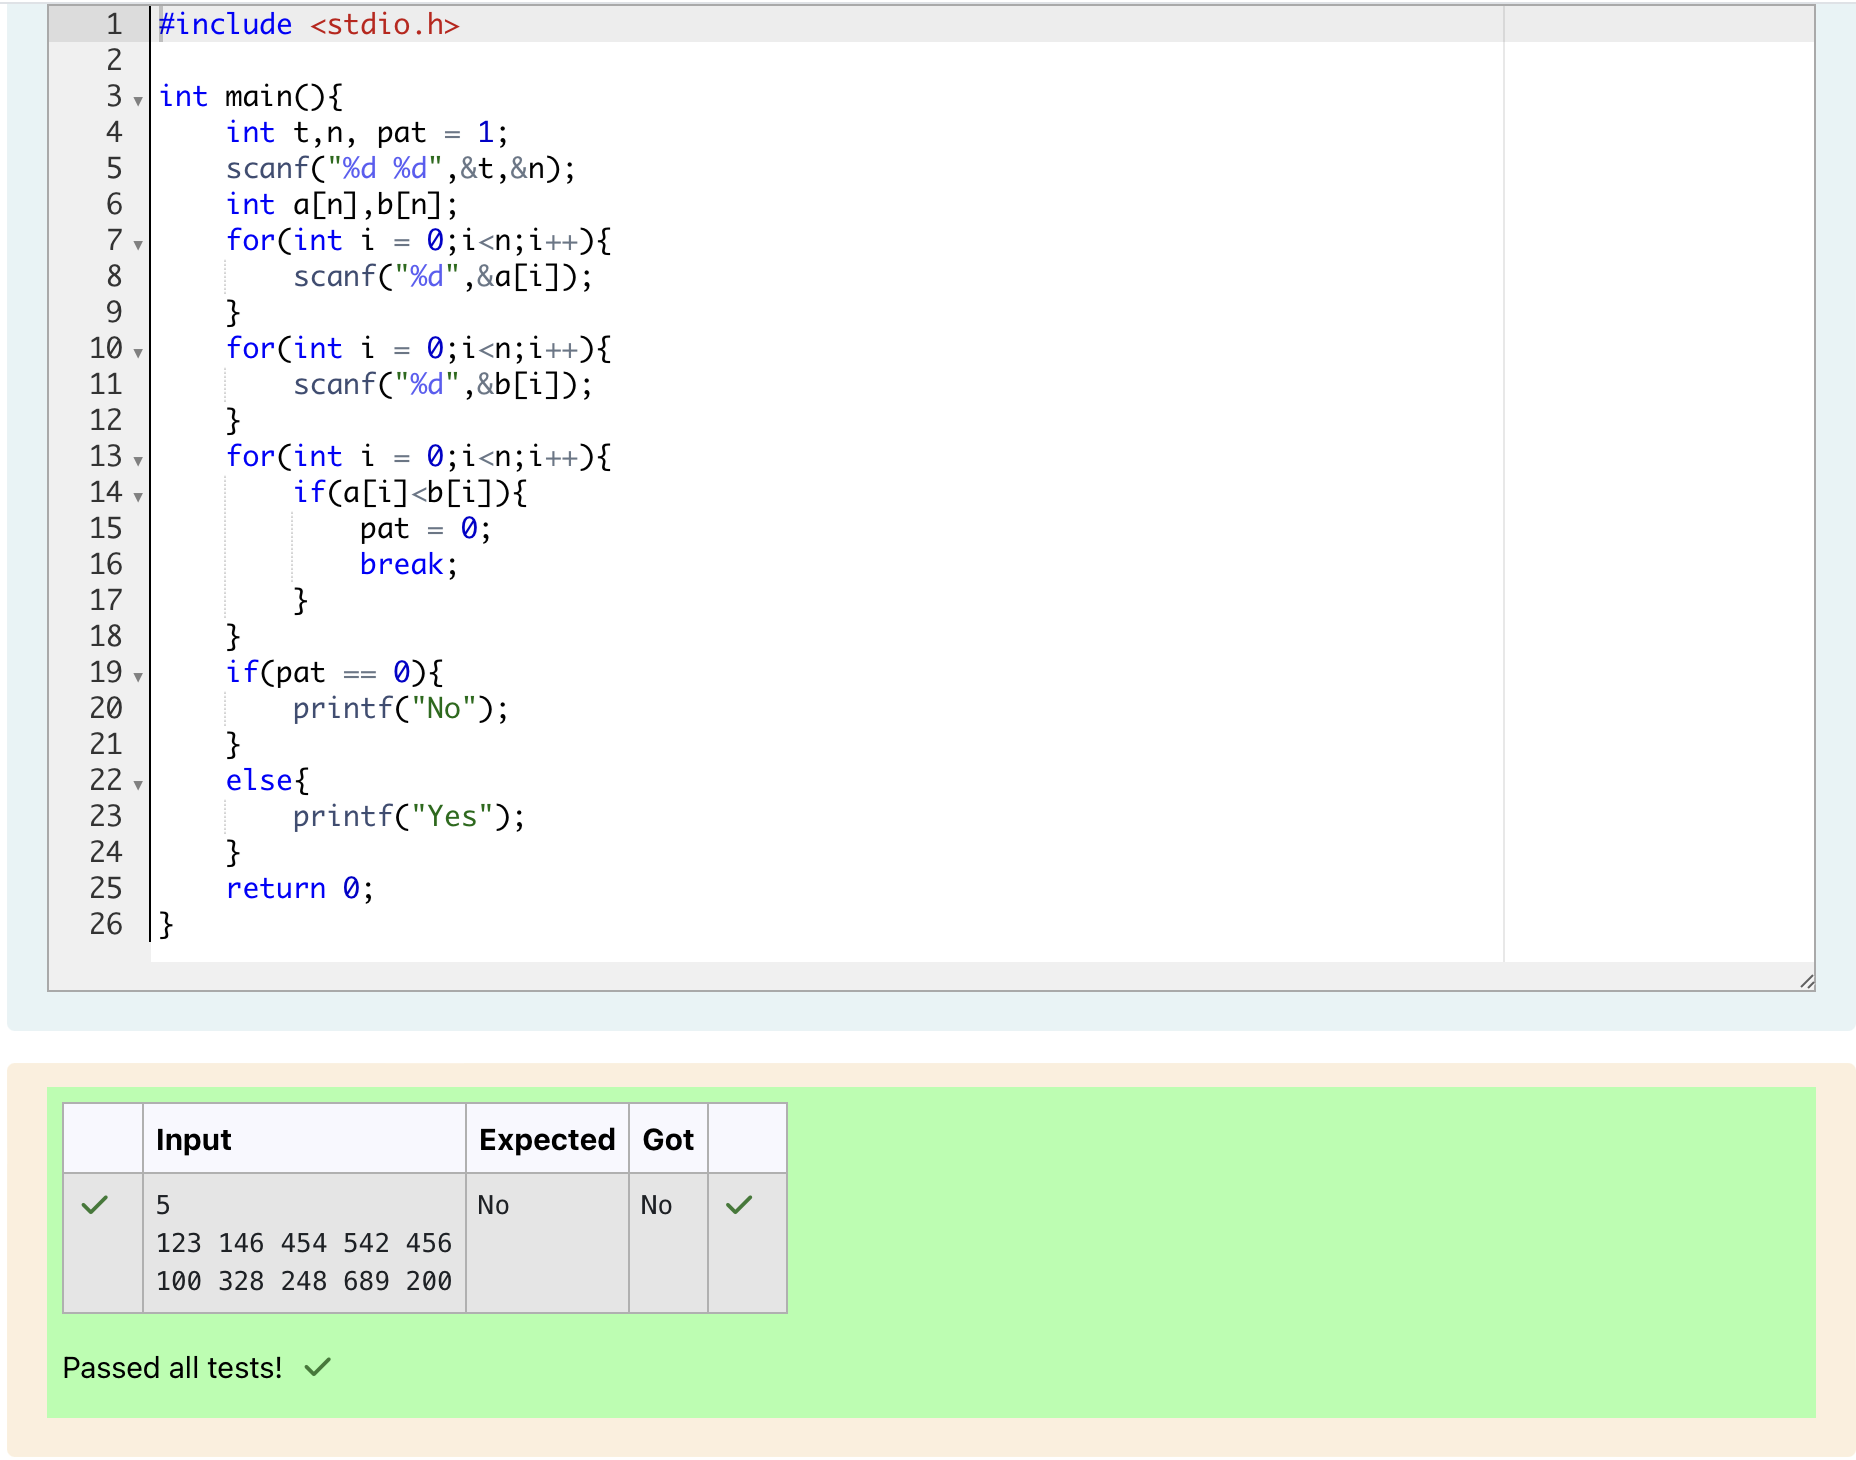 1 #include <stdio.h>
2
3 int main(){
4     int t,n, pat = 1;
5     scanf("%d %d",&t,&n);
6     int a[n],b[n];
7     for(int i = 0;i<n;i++){
8         scanf("%d",&a[i]);
9     }
10     for(int i = 0;i<n;i++){
11         scanf("%d",&b[i]);
12     }
13     for(int i = 0;i<n;i++){
14         if(a[i]<b[i]){
15             pat = 0;
16             break;
17         }
18     }
19     if(pat == 0){
20         printf("No");
21     }
22     else{
23         printf("Yes");
24     }
25     return 0;
26 }
Input Expected Got
5 No No
123 146 454 542 456
100 328 248 689 200
Passed all tests!